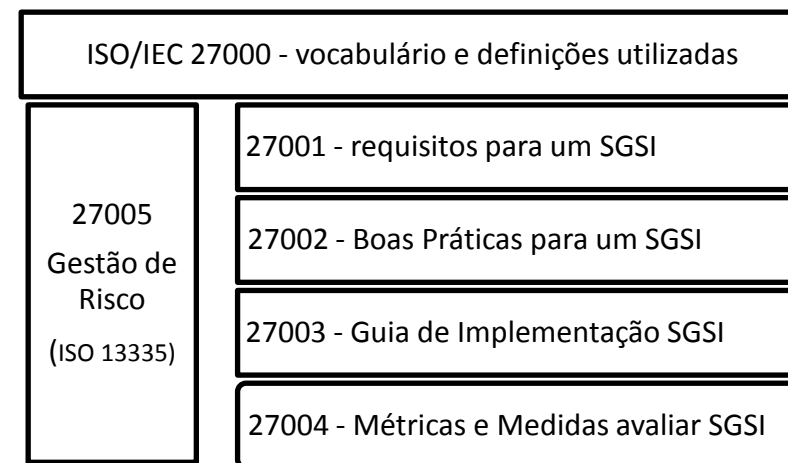 ISO/IEC 27000 - vocabulário e definições utilizadas
27005
Gestão de
Risco
(ISO 13335)
27001 - requisitos para um SGSI
27002 - Boas Práticas para um SGSI
27003 - Guia de Implementação SGSI
27004 - Métricas e Medidas avaliar SGSI